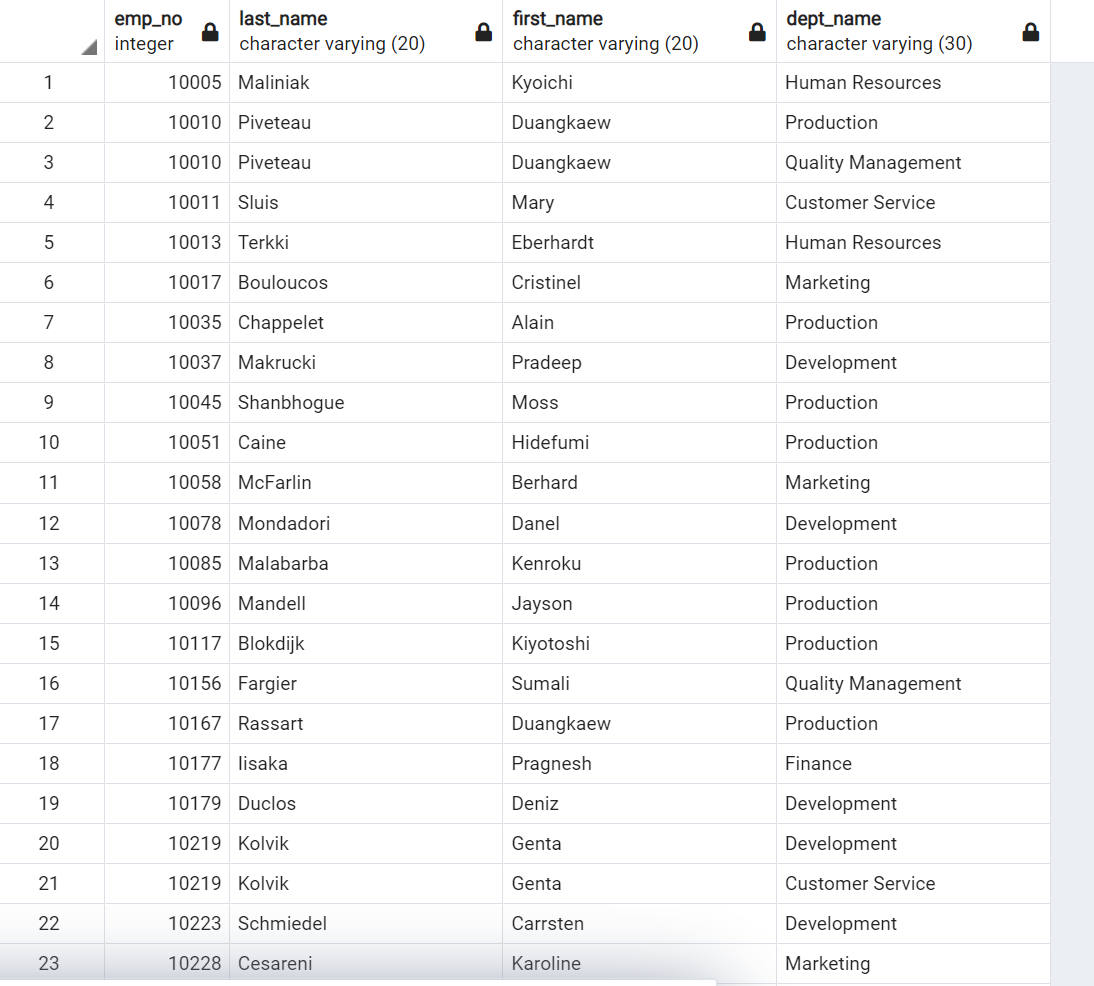 emp_no last_name first_name dept_name
integer character varying (20) character varying (20) character varying (30)
1 10005 Maliniak Kyoichi Human Resources
2 10010 Piveteau Duangkaew Production
3 10010 Piveteau Duangkaew Quality Management
4 10011 Sluis Mary Customer Service
5 10013 Terkki Eberhardt Human Resources
6 10017 Bouloucos Cristinel Marketing
7 10035 Chappelet Alain Production
8 10037 Makrucki Pradeep Development
9 10045 Shanbhogue Moss Production
10 10051 Caine Hidefumi Production
11 10058 McFarlin Berhard Marketing
12 10078 Mondadori Danel Development
13 10085 Malabarba Kenroku Production
14 10096 Mandell Jayson Production
15 10117 Blokdijk Kiyotoshi Production
16 10156 Fargier Sumali Quality Management
17 10167 Rassart Duangkaew Production
18 10177 Iisaka Pragnesh Finance
19 10179 Duclos Deniz Development
20 10219 Kolvik Genta Development
21 10219 Kolvik Genta Customer Service
22 10223 Schmiedel Carrsten Development
23 10228 Cesareni Karoline Marketing